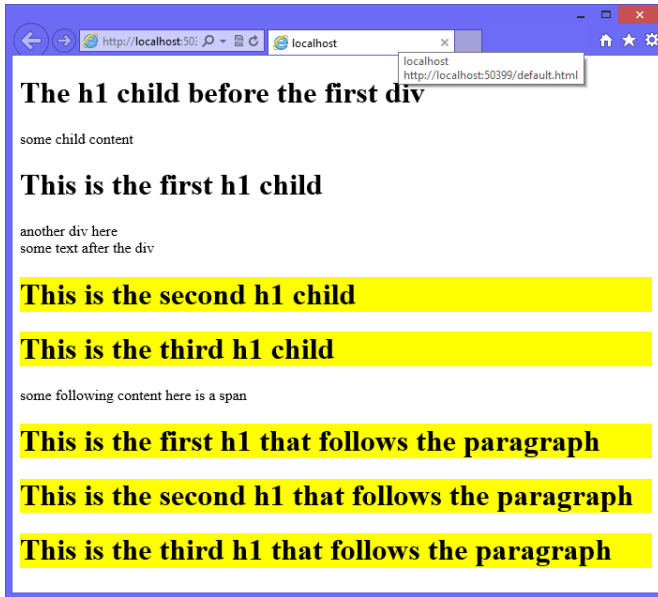 http://localhost:503
localhost
localhost
http://localhost:50399/default.html
The h1 child before the first div
some child content
This is the first h1 child
another div here
some text after the div
This is the second h1 child
This is the third h1 child
some following content here is a span
This is the first h1 that follows the paragraph
This is the second h1 that follows the paragraph
This is the third h1 that follows the paragraph